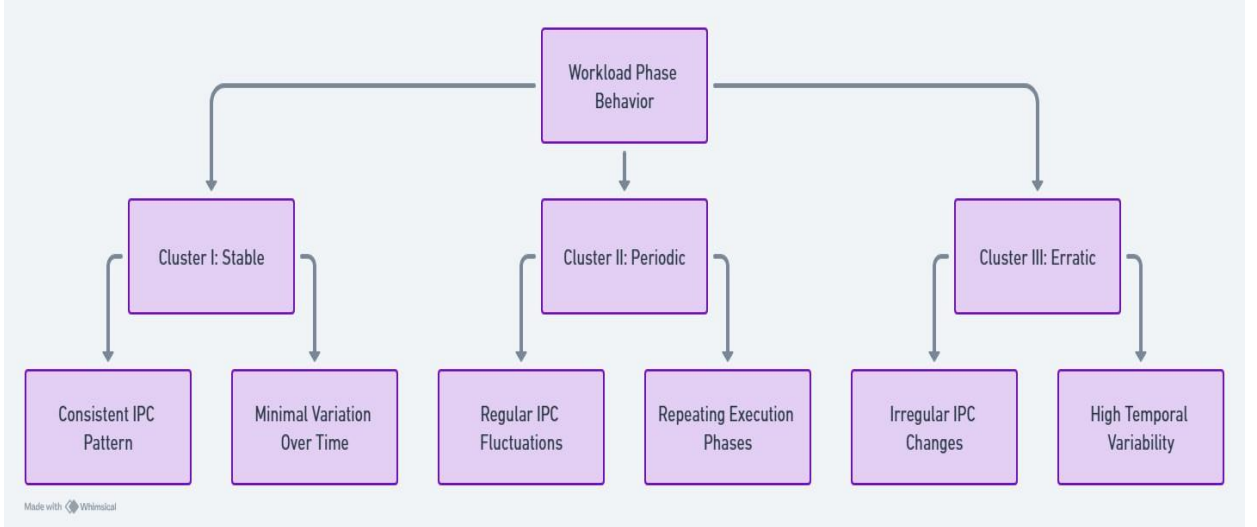 Workload Phase
Behavior
Cluster I: Stable
Cluster II: Periodic
Cluster III: Erratic
Consistent IPC
Pattern
Minimal Variation
Over Time
Regular IPC
Fluctuations
Repeating Execution
Phases
Irregular IPC
Changes
High Temporal
Variability
Made with Whimsical